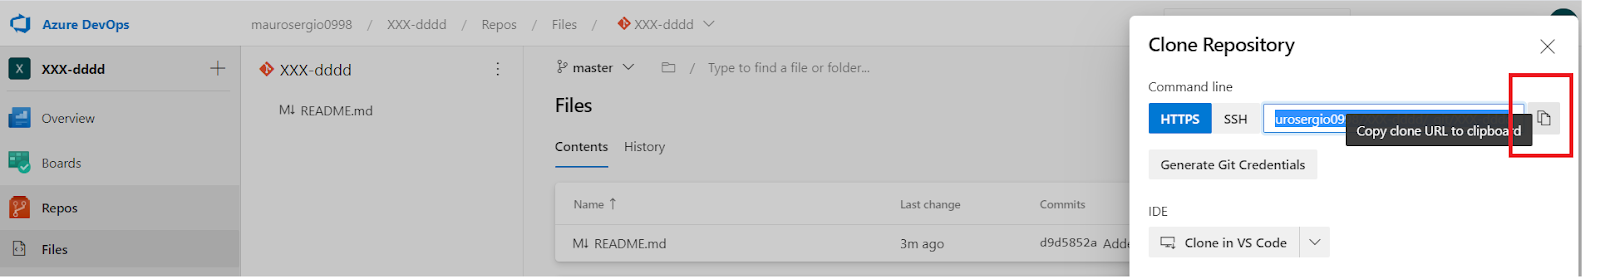 Azure DevOps
maurosergio0998 / XXX-dddd / Repos / Files / XXX-dddd
X XXX-dddd +
Overview
Boards
Repos
Files
XXX-dddd
M↓ README.md
master / Type to find a file or folder...
Files
Contents History
Name ↑ Last change Commits
M↓ README.md 3m ago d9d5852a Adde
Clone Repository
Command line
HTTPS SSH urosergio09
Copy clone URL to clipboard
Generate Git Credentials
IDE
Clone in VS Code